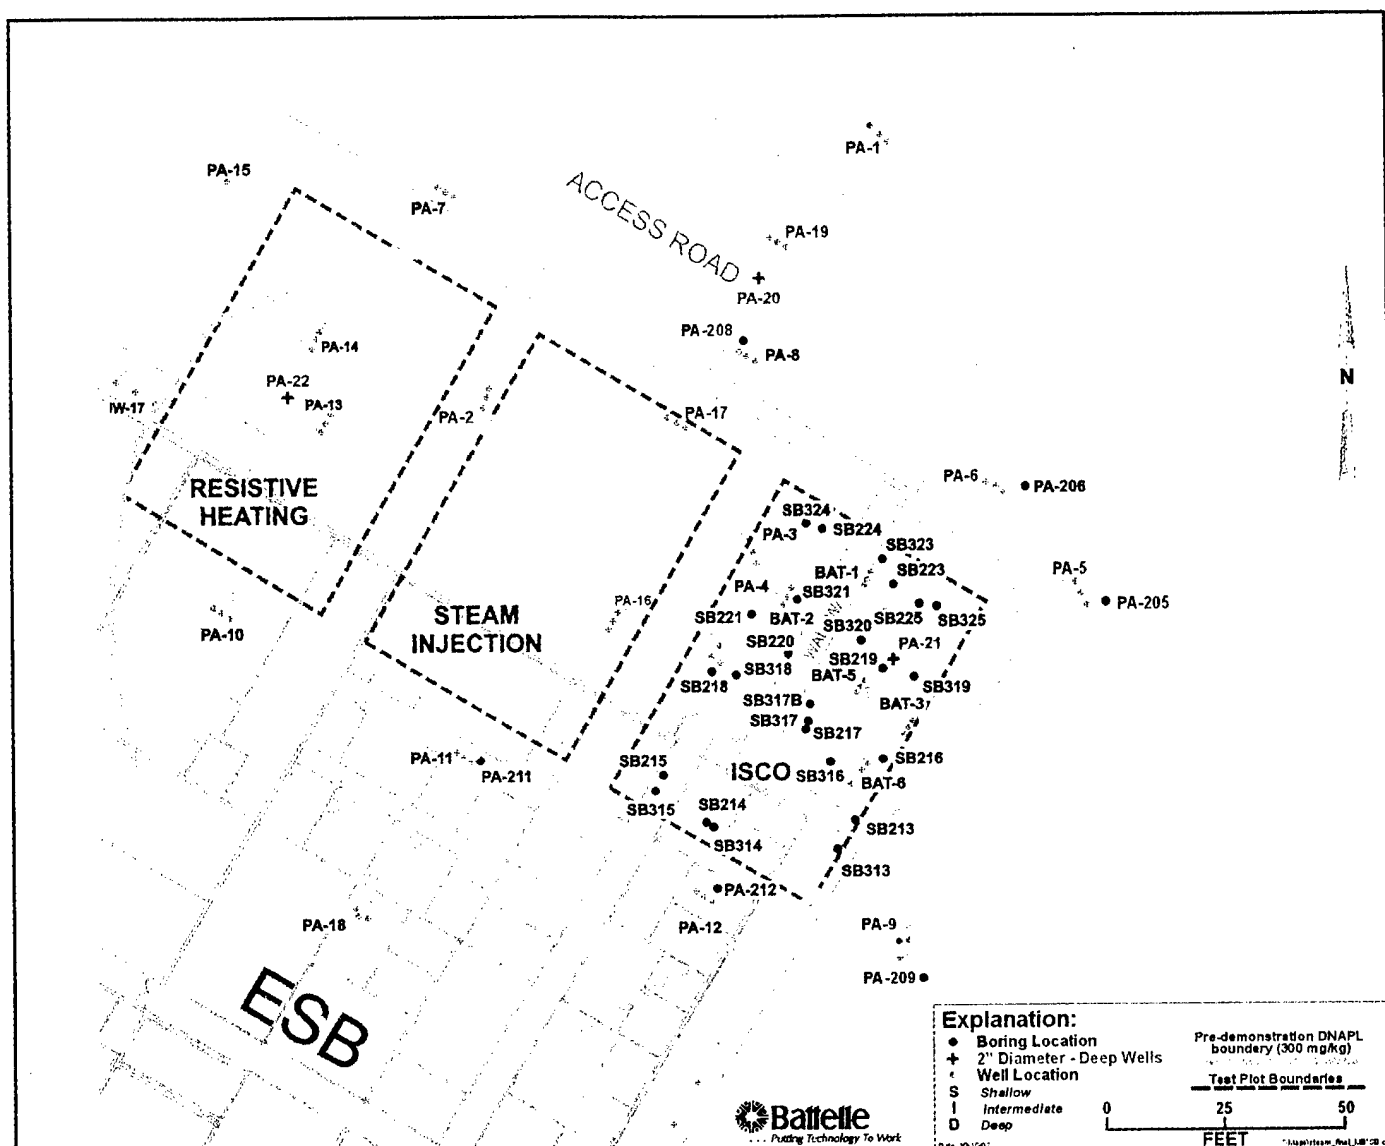 PA-1
PA-15
PA-7
ACCESS ROAD
PA-19
PA-20
PA-208
PA-8
PA-14
PA-22
PA-13
IW-17
PA-2
PA-17
N
RESISTIVE
HEATING
PA-6
PA-206
SB324
PA-3
SB224
SB323
BAT-1
SB223
PA-5
PA-205
PA-4
SB321
SB221
BAT-2
SB225
SB325
PA-16
STEAM
INJECTION
PA-10
SB320
PA-21
SB220
SB219
SB318
SB218
BAT-5
SB319
SB317B
BAT-3
SB317
SB217
PA-11
PA-211
SB215
ISCO
SB316
SB216
BAT-6
SB315
SB214
SB314
SB213
SB313
PA-212
PA-12
PA-18
PA-9
PA-209
ESB
Explanation:
Boring Location
2" Diameter - Deep Wells
Well Location
S Shallow
I Intermediate
D Deep
Pre-demonstration DNAPL
boundery (300 mg/kg)
Test Plot Boundaries
0 25 50
FEET
Battelle
... Putting Technology To Work